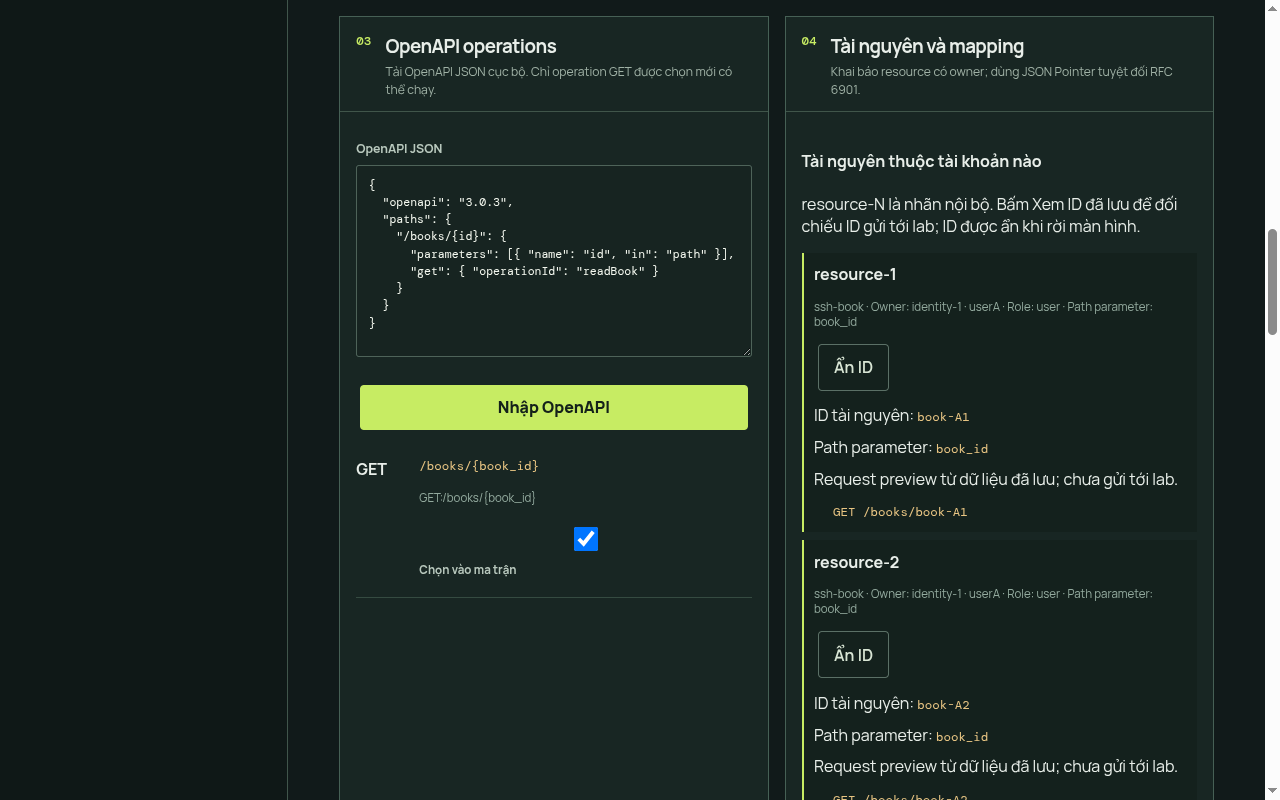 03
OpenAPI operations
Tải OpenAPI JSON cục bộ. Chỉ operation GET được chọn mới có
thể chạy.
OpenAPI JSON
{
  "openapi": "3.0.3",
  "paths": {
    "/books/{id}": {
      "parameters": [{ "name": "id", "in": "path" }],
      "get": { "operationId": "readBook" }
    }
  }
}
Nhập OpenAPI
GET
/books/{book_id}
GET:/books/{book_id}
Chọn vào ma trận
04
Tài nguyên và mapping
Khai báo resource có owner; dùng JSON Pointer tuyệt đối RFC
6901.
Tài nguyên thuộc tài khoản nào
resource-N là nhãn nội bộ. Bấm Xem ID đã lưu để đối
chiếu ID gửi tới lab; ID được ẩn khi rời màn hình.
resource-1
ssh-book · Owner: identity-1 · userA · Role: user · Path parameter:
book_id
Ẩn ID
ID tài nguyên: book-A1
Path parameter: book_id
Request preview từ dữ liệu đã lưu; chưa gửi tới lab.
GET /books/book-A1
resource-2
ssh-book · Owner: identity-1 · userA · Role: user · Path parameter:
book_id
Ẩn ID
ID tài nguyên: book-A2
Path parameter: book_id
Request preview từ dữ liệu đã lưu; chưa gửi tới lab.
GET /books/book-A2